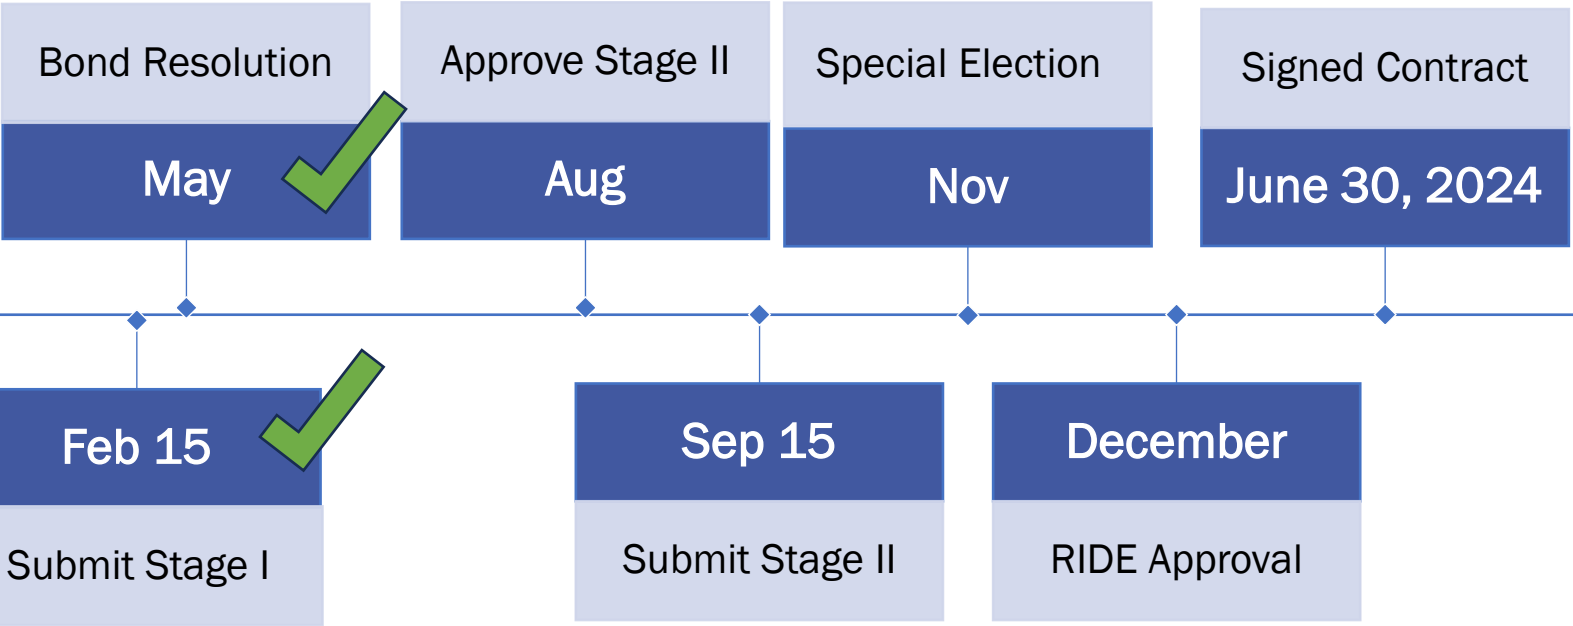 Bond Resolution
May
Approve Stage II
Aug
Special Election
Nov
Signed Contract
June 30, 2024
Feb 15
Submit Stage I
Sep 15
Submit Stage II
December
RIDE Approval